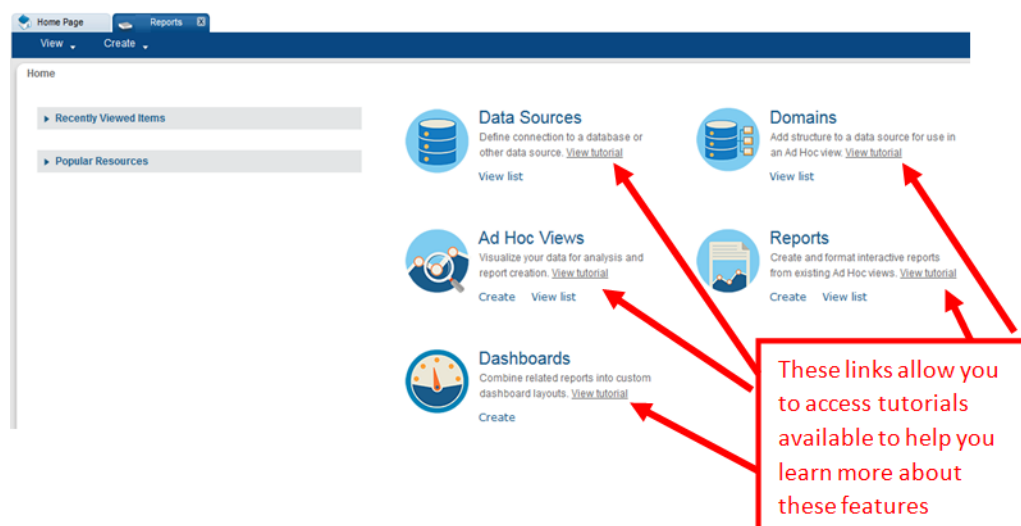 Home Page
Reports
View
Create
Home
Recently Viewed Items
Popular Resources
Data Sources
Define connection to a database or
other data source. View tutorial
View list
Domains
Add structure to a data source for use in
an Ad Hoc view. View tutorial
View list
Ad Hoc Views
Visualize your data for analysis and
report creation. View tutorial
Create View list
Reports
Create and format interactive reports
from existing Ad Hoc views. View tutorial
Create View list
Dashboards
Combine related reports into custom
dashboard layouts. View tutorial
Create
These links allow you
to access tutorials
available to help you
learn more about
these features